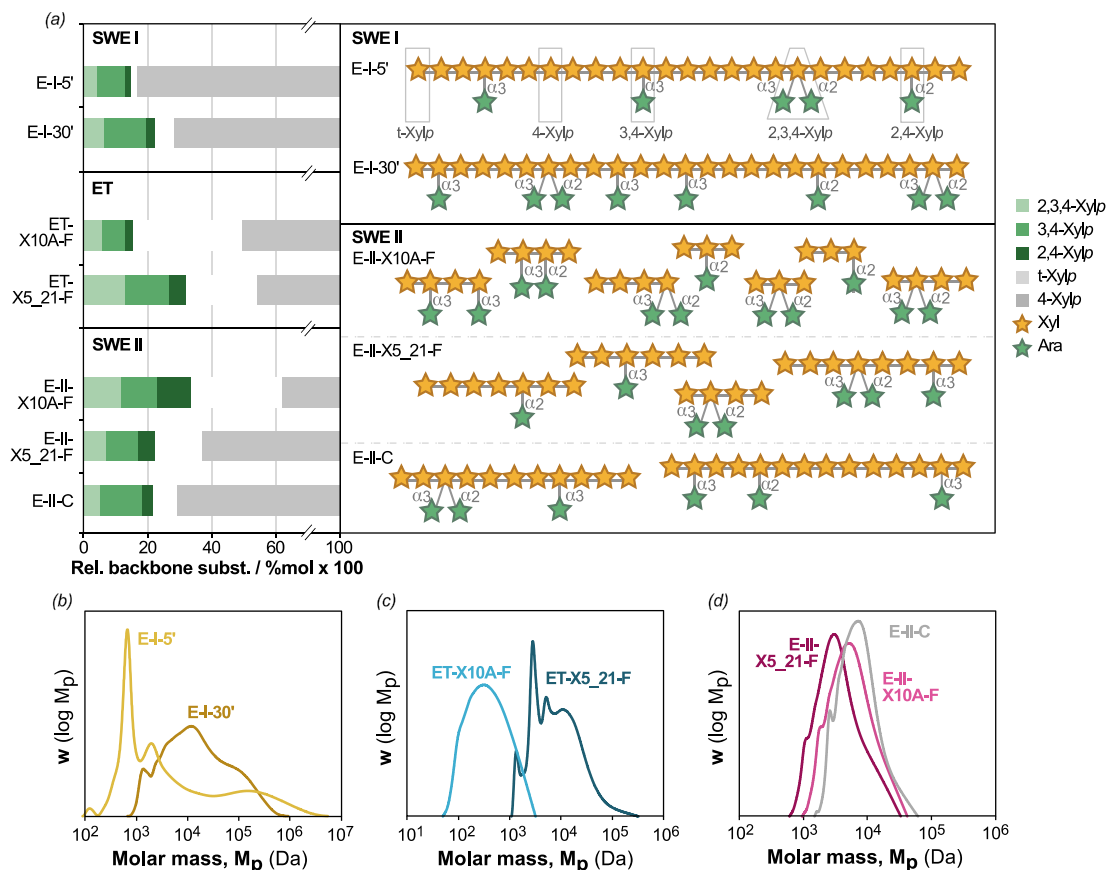 (a)
SWE I
E-I-5'
E-I-30'
ET
ET-
X10A-F
ET-
X5_21-F
SWE II
E-II-
X10A-F
E-II-
X5_21-F
E-II-C
0 20 40 60 100
Rel. backbone subst. / %mol x 100
SWE I
E-I-5'
α3 α3 α3 α2 α2
t-Xylp 4-Xylp 3,4-Xylp 2,3,4-Xylp 2,4-Xylp
E-I-30'
α3 α3 α2 α3 α3 α2 α3 α2
SWE II
E-II-X10A-F
α3 α2 α2 α2
α3 α3 α3 α2 α3 α2 α3 α2
E-II-X5_21-F
α3 α3 α2 α3
α2 α3 α2
E-II-C
α3 α2 α3 α3 α2 α3
2,3,4-Xylp
3,4-Xylp
2,4-Xylp
t-Xylp
4-Xylp
Xyl
Ara
(b)
E-I-5'
E-I-30'
w (log Mp)
10² 10³ 10⁴ 10⁵ 10⁶ 10⁷
Molar mass, Mp (Da)
(c)
ET-X10A-F
ET-X5_21-F
w (log Mp)
10¹ 10² 10³ 10⁴ 10⁵ 10⁶
Molar mass, Mp (Da)
(d)
E-II-
X5_21-F
E-II-C
E-II-
X10A-F
w (log Mp)
10² 10³ 10⁴ 10⁵ 10⁶
Molar mass, Mp (Da)